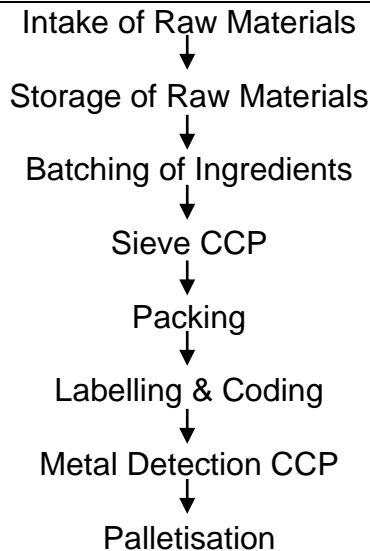 Intake of Raw Materials
Storage of Raw Materials
Batching of Ingredients
Sieve CCP
Packing
Labelling & Coding
Metal Detection CCP
Palletisation